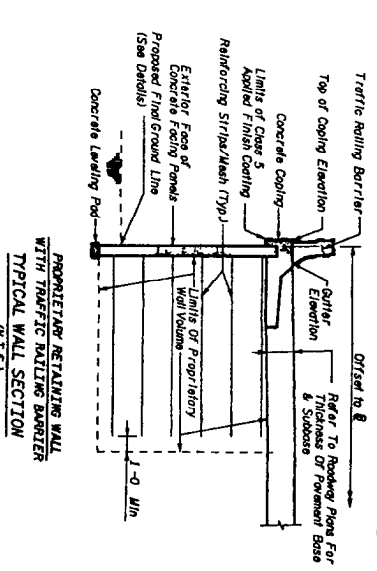 Traffic Railing Barrier
Top of Coping Elevation
Concrete Coping
Limits of Class 5
Applied Finish Coating
Reinforcing Strips/Mesh (Typ.)
Exterior Face of
Concrete Facing Panels
Proposed Final Ground Line
(See Details)
Concrete Leveling Pad
Offset to ₿
Gutter
Elevation
Refer To Roadway Plans For
Thickness Of Pavement Base
& Subbase
Limits Of Proprietary
Wall Volume
1'-0 Min
PROPRIETARY RETAINING WALL
WITH TRAFFIC RAILING BARRIER
TYPICAL WALL SECTION
(N.T.S.)